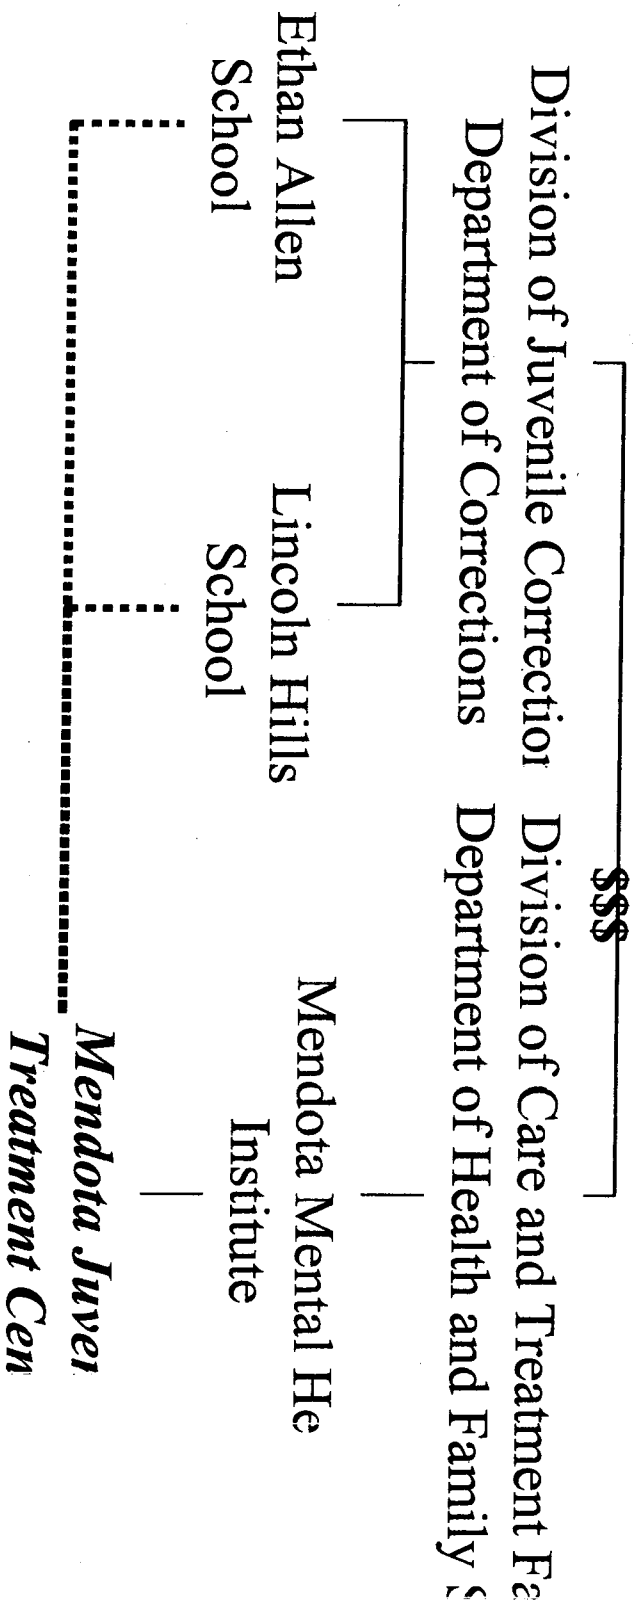 $$$
Division of Juvenile Correction
Department of Corrections
Division of Care and Treatment Fa
Department of Health and Family S
Ethan Allen
School
Lincoln Hills
School
Mendota Mental He
Institute
Mendota Juven
Treatment Cen